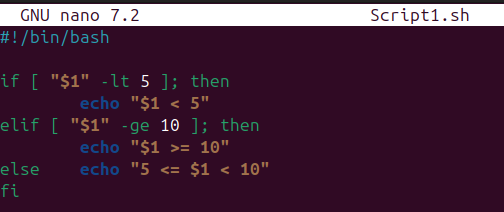 GNU nano 7.2 Script1.sh
#!/bin/bash

if [ "$1" -lt 5 ]; then
        echo "$1 < 5"
elif [ "$1" -ge 10 ]; then
        echo "$1 >= 10"
else    echo "5 <= $1 < 10"
fi